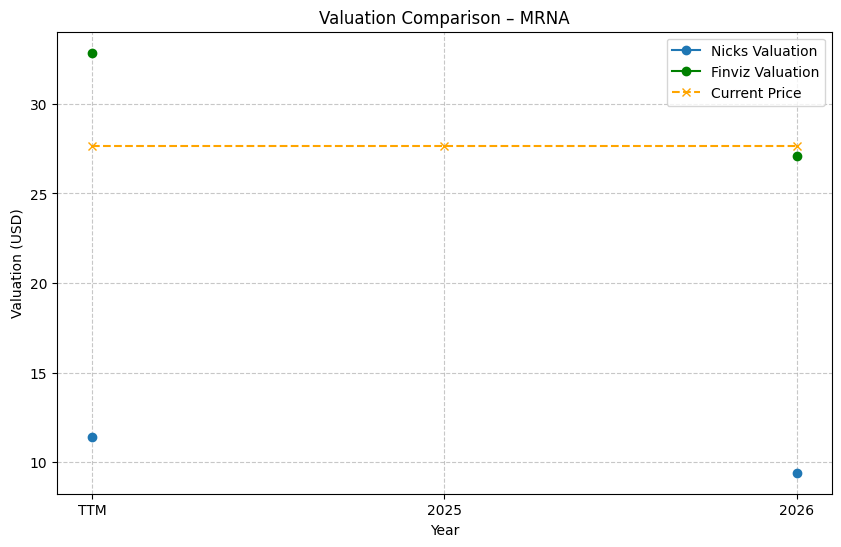 Valuation Comparison – MRNA
Nicks Valuation
Finviz Valuation
Current Price
Valuation (USD)
30
25
20
15
10
TTM
2025
2026
Year